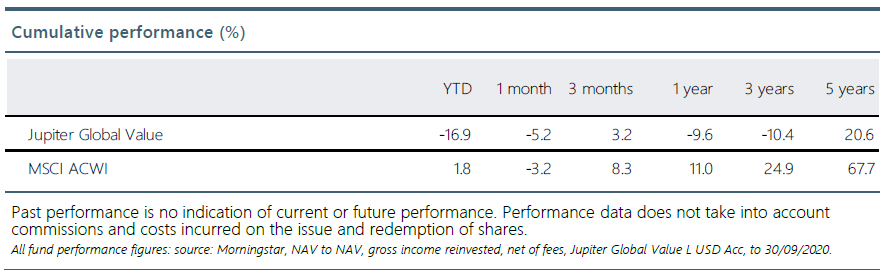 Cumulative performance (%)
YTD 1 month 3 months 1 year 3 years 5 years
Jupiter Global Value -16.9 -5.2 3.2 -9.6 -10.4 20.6
MSCI ACWI 1.8 -3.2 8.3 11.0 24.9 67.7
Past performance is no indication of current or future performance. Performance data does not take into account
commissions and costs incurred on the issue and redemption of shares.
All fund performance figures: source: Morningstar, NAV to NAV, gross income reinvested, net of fees, Jupiter Global Value L USD Acc, to 30/09/2020.